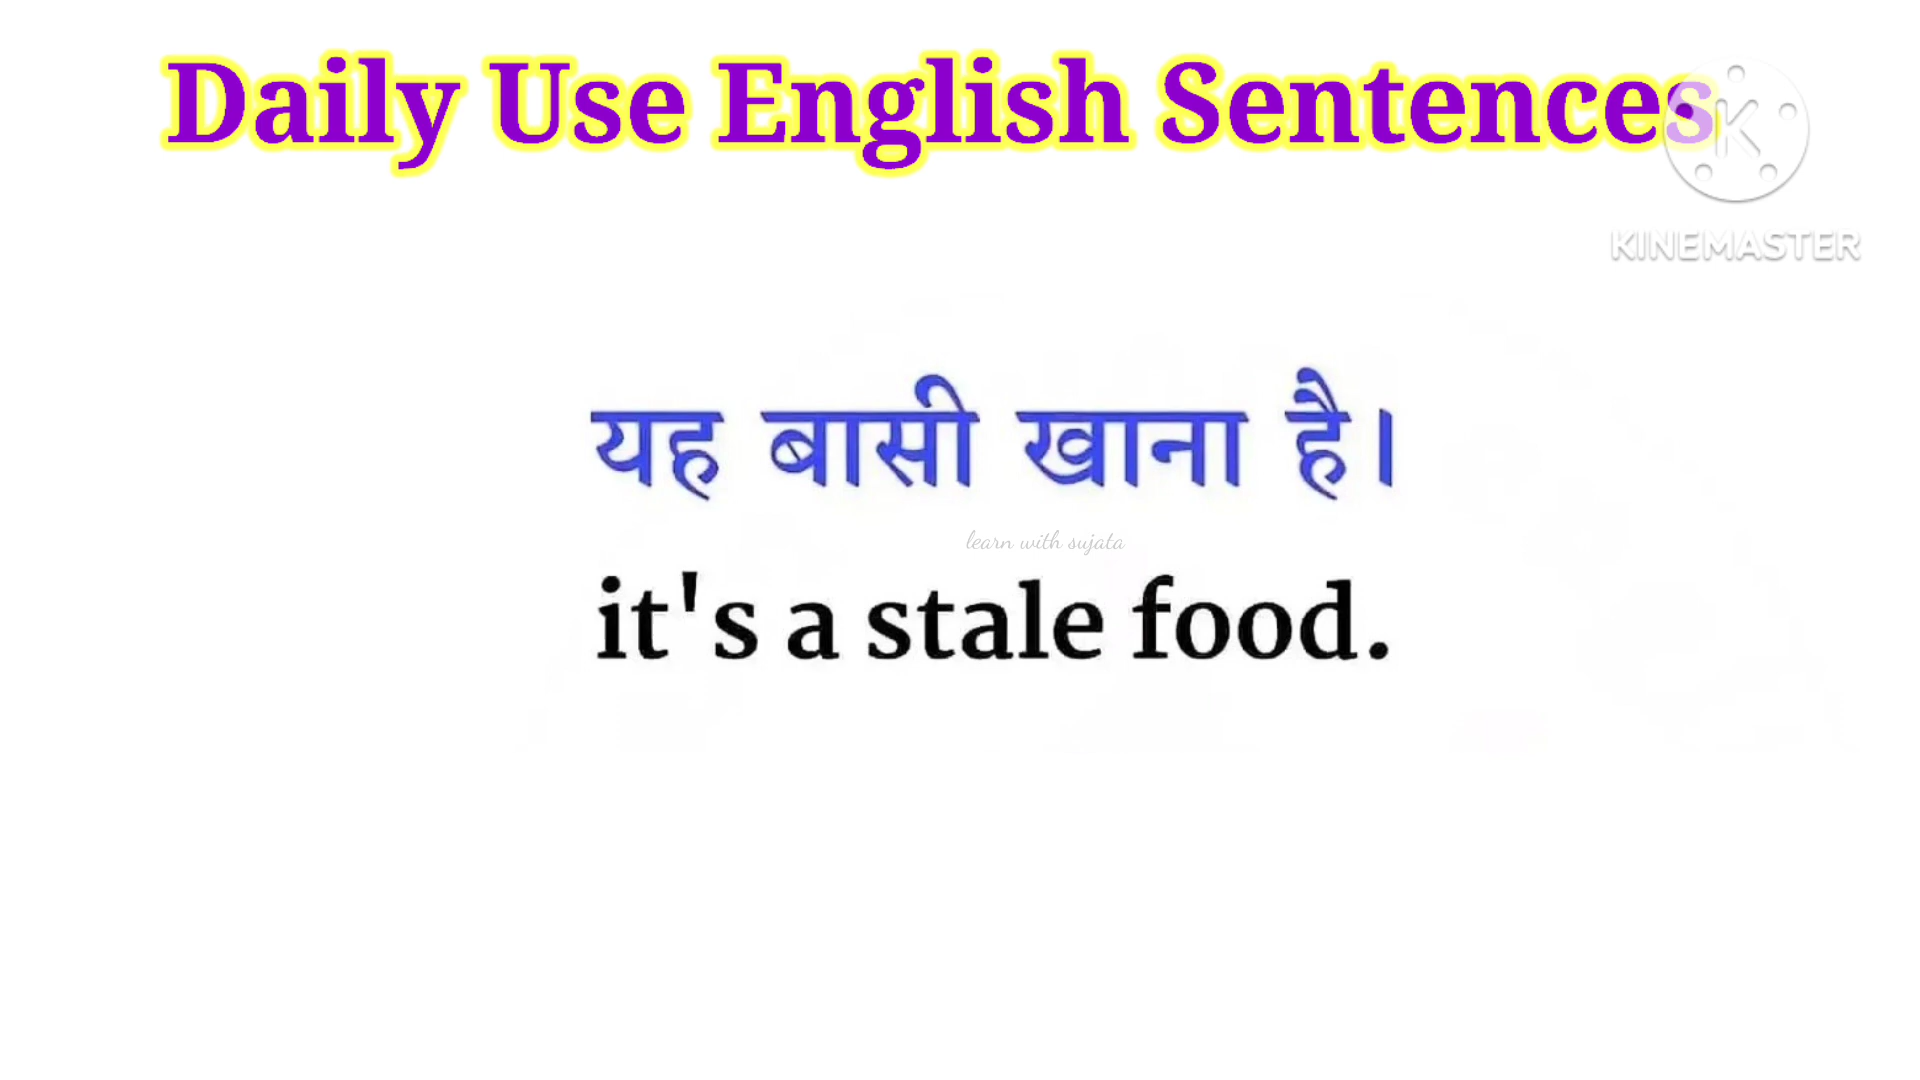 Daily Use English Sentences
K
KINEMASTER
यह बासी खाना है।
learn with sujata
it's a stale food.